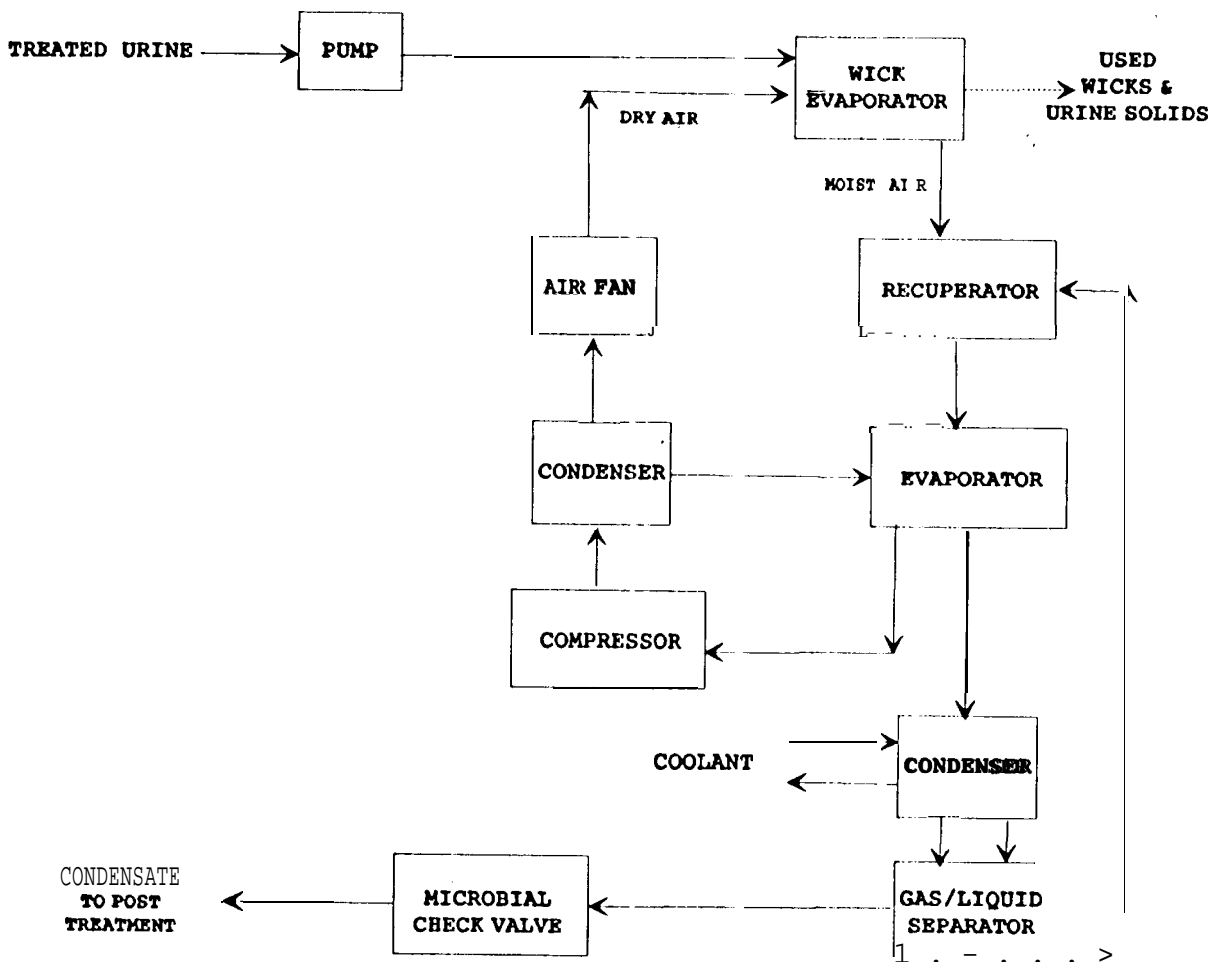 TREATED URINE
PUMP
WICK
EVAPORATOR
USED
WICKS &
URINE SOLIDS
DRY AIR
MOIST AIR
AIR FAN
RECUPERATOR
CONDENSER
EVAPORATOR
COMPRESSOR
COOLANT
CONDENSER
CONDENSATE
TO POST
TREATMENT
MICROBIAL
CHECK VALVE
GAS/LIQUID
SEPARATOR